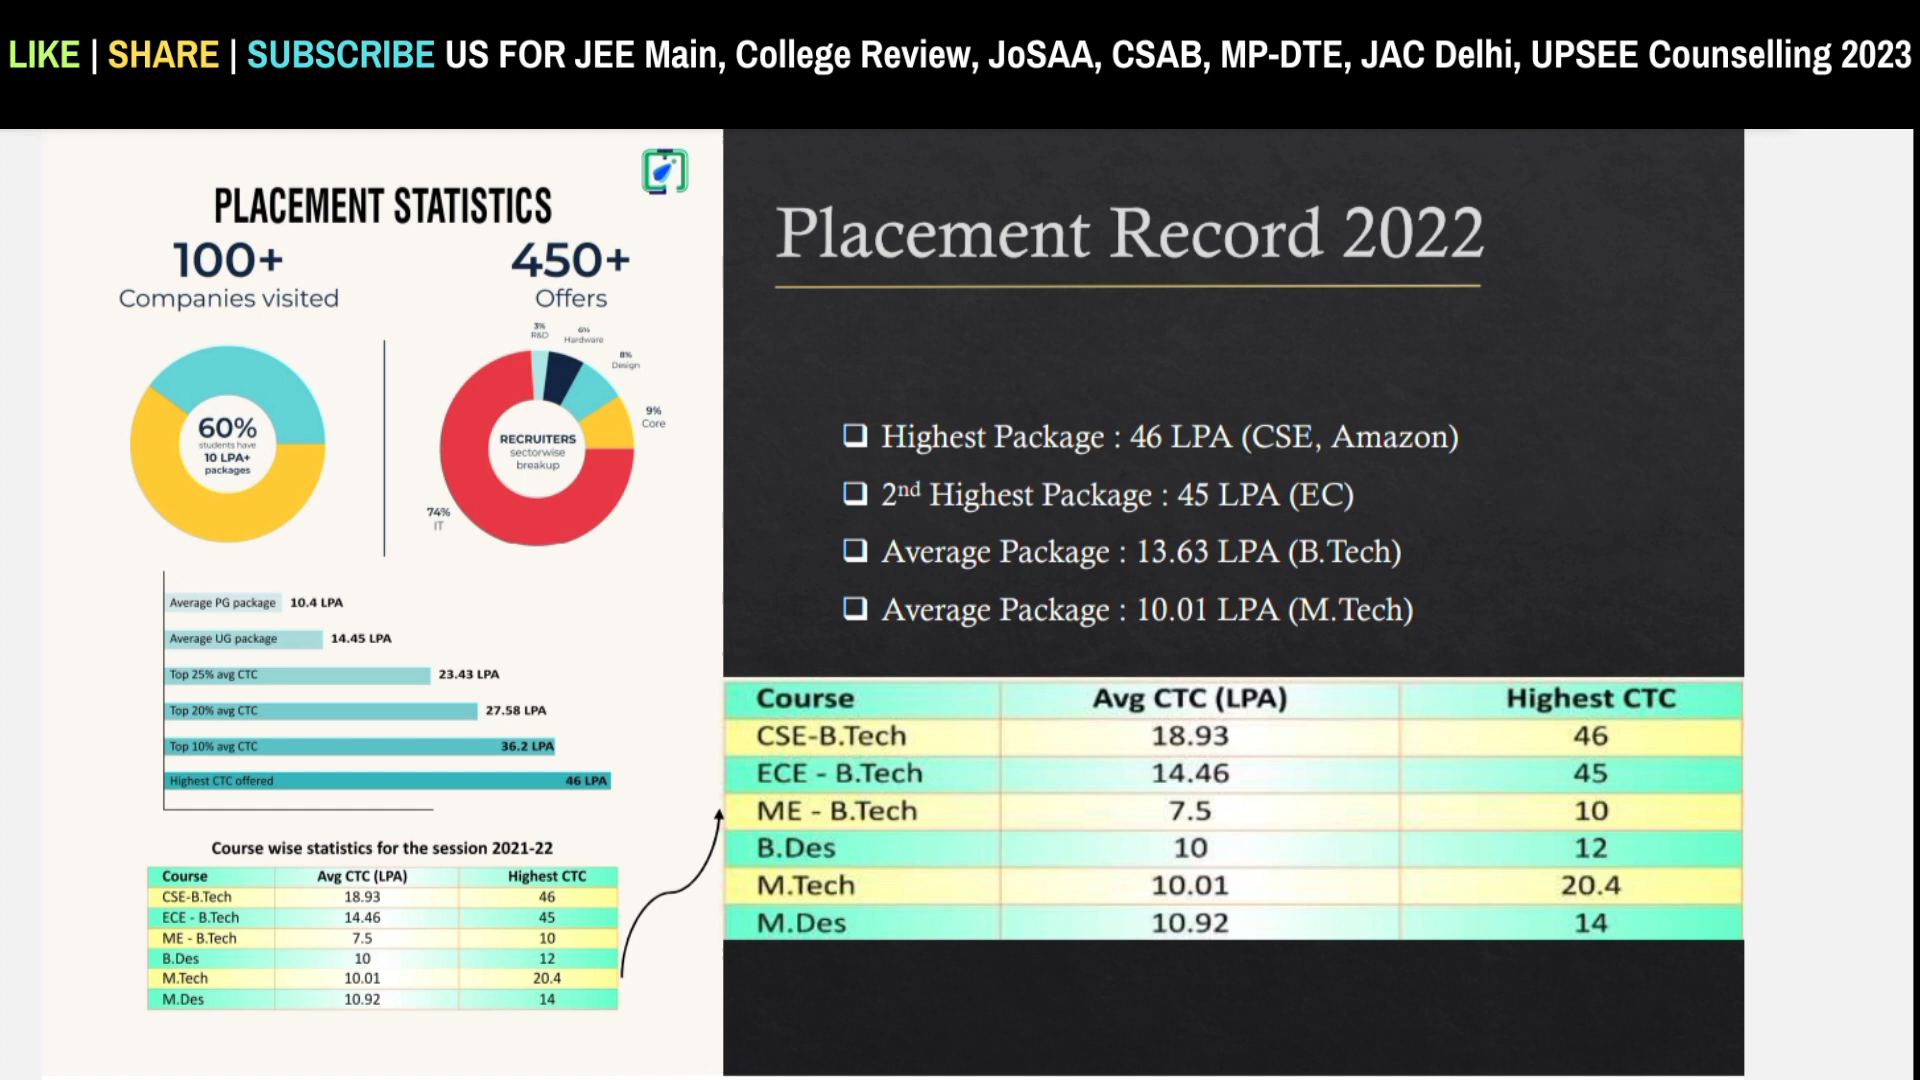 LIKE | SHARE | SUBSCRIBE US FOR JEE Main, College Review, JoSAA, CSAB, MP-DTE, JAC Delhi, UPSEE Counselling 2023
PLACEMENT STATISTICS
100+
Companies visited
450+
Offers
60%
students have
10 LPA+
packages
3%
R&D
6%
Hardware
8%
Design
9%
Core
RECRUITERS
sectorwise
breakup
74%
IT
Average PG package 10.4 LPA
Average UG package 14.45 LPA
Top 25% avg CTC 23.43 LPA
Top 20% avg CTC 27.58 LPA
Top 10% avg CTC 36.2 LPA
Highest CTC offered 46 LPA
Course wise statistics for the session 2021-22
Course Avg CTC (LPA) Highest CTC
CSE-B.Tech 18.93 46
ECE - B.Tech 14.46 45
ME - B.Tech 7.5 10
B.Des 10 12
M.Tech 10.01 20.4
M.Des 10.92 14
Placement Record 2022
Highest Package : 46 LPA (CSE, Amazon)
2nd Highest Package : 45 LPA (EC)
Average Package : 13.63 LPA (B.Tech)
Average Package : 10.01 LPA (M.Tech)
Course Avg CTC (LPA) Highest CTC
CSE-B.Tech 18.93 46
ECE - B.Tech 14.46 45
ME - B.Tech 7.5 10
B.Des 10 12
M.Tech 10.01 20.4
M.Des 10.92 14